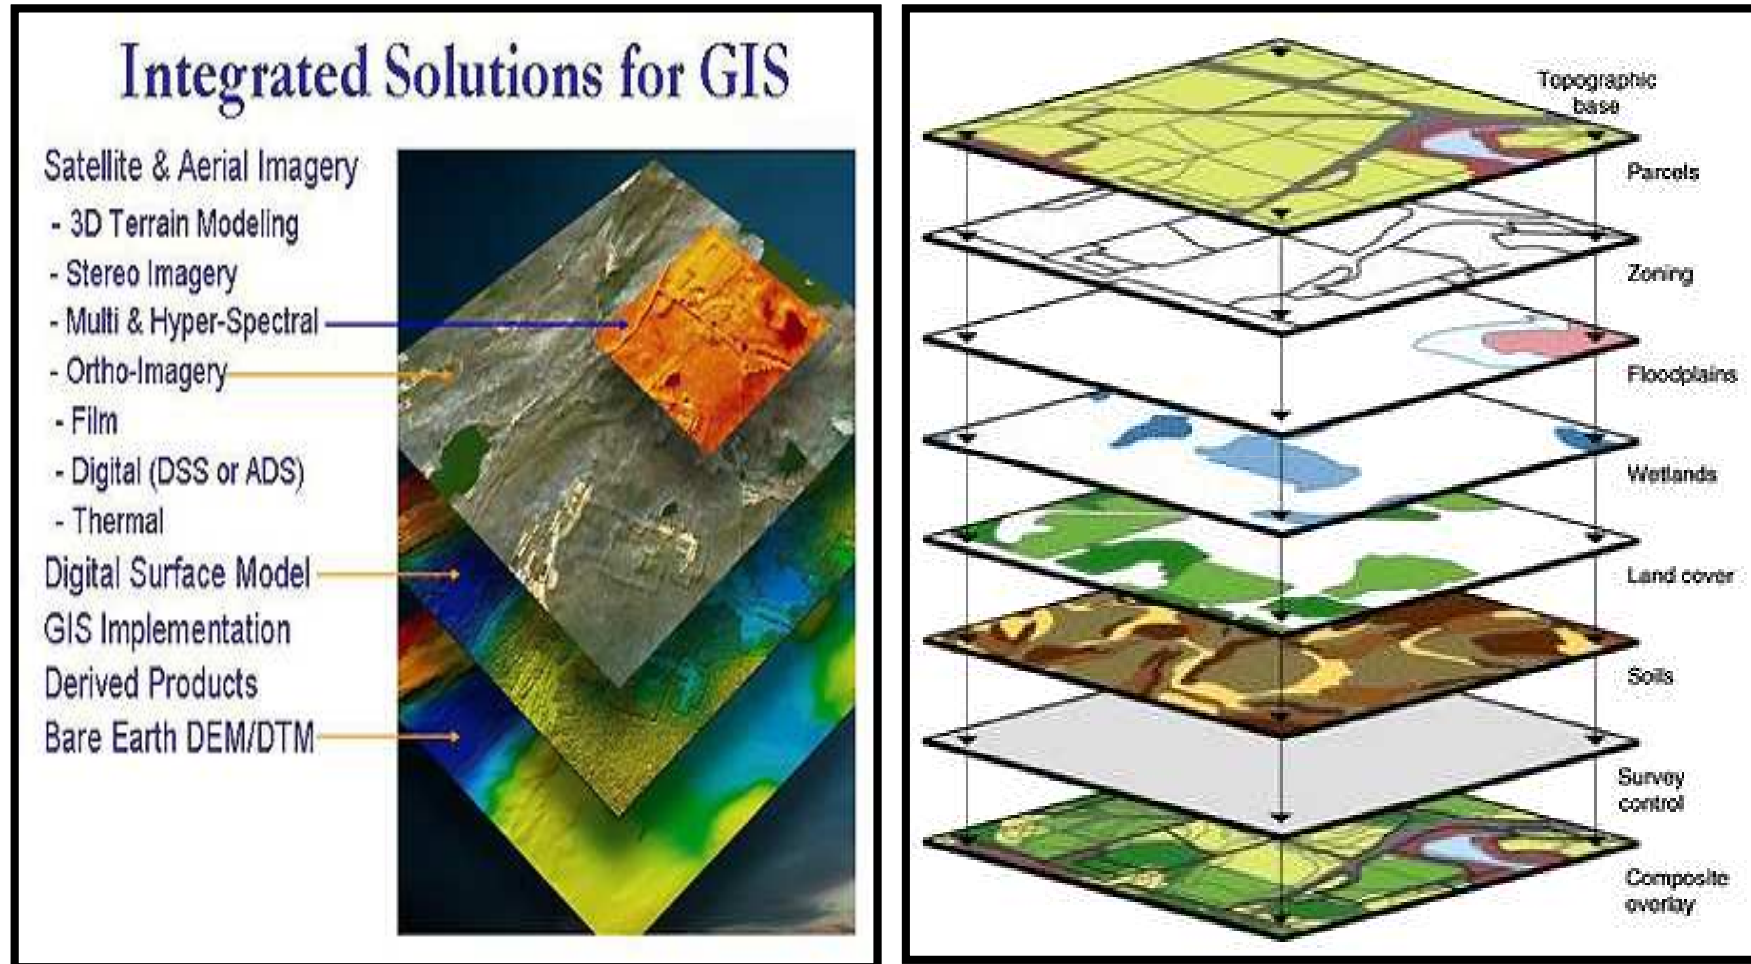 Integrated Solutions for GIS
Satellite & Aerial Imagery
- 3D Terrain Modeling
- Stereo Imagery
- Multi & Hyper-Spectral
- Ortho-Imagery
- Film
- Digital (DSS or ADS)
- Thermal
Digital Surface Model
GIS Implementation
Derived Products
Bare Earth DEM/DTM
Topographic
base
Parcels
Zoning
Floodplains
Wetlands
Land cover
Soils
Survey
control
Composite
overlay